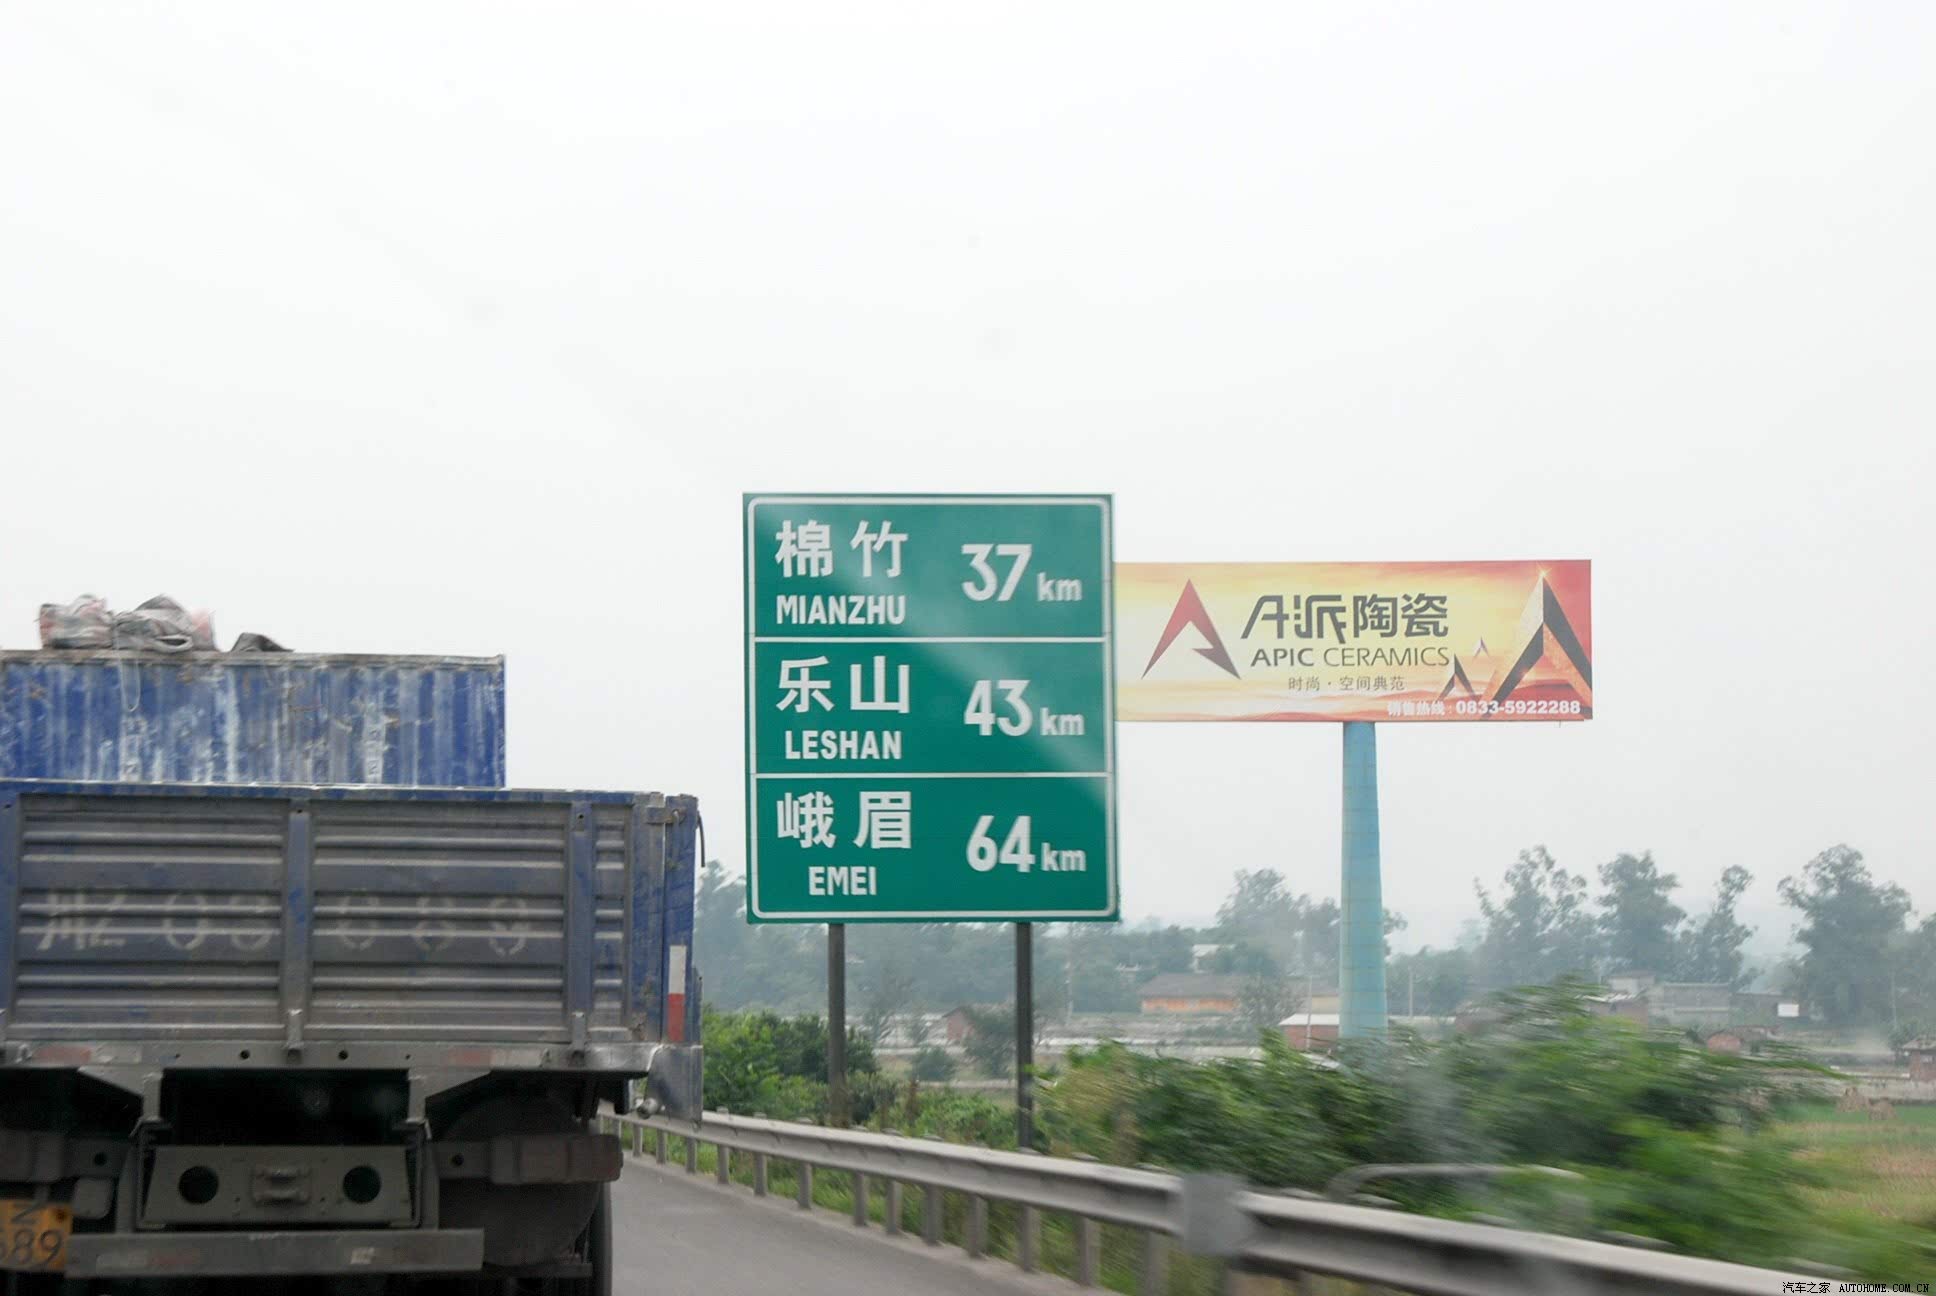 棉竹 37km
MIANZHU
乐山 43km
LESHAN
峨眉 64km
EMEI
A派陶瓷
APIC CERAMICS
时尚·空间典范
销售热线:0833-5922288
689
汽车之家 AUTOHOME.COM.CN